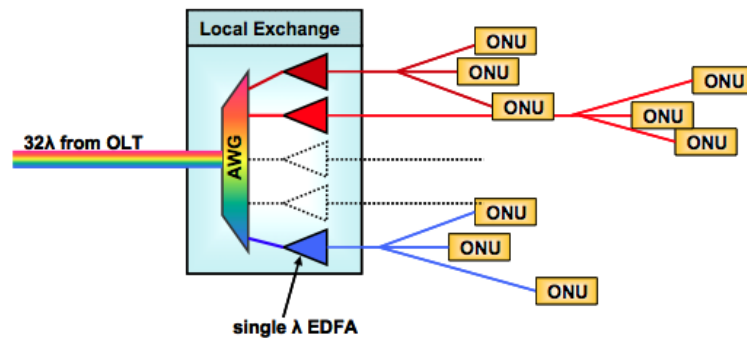 Local Exchange
ONU
ONU
ONU
ONU
ONU
ONU
32λ from OLT
AWG
ONU
ONU
ONU
single λ EDFA